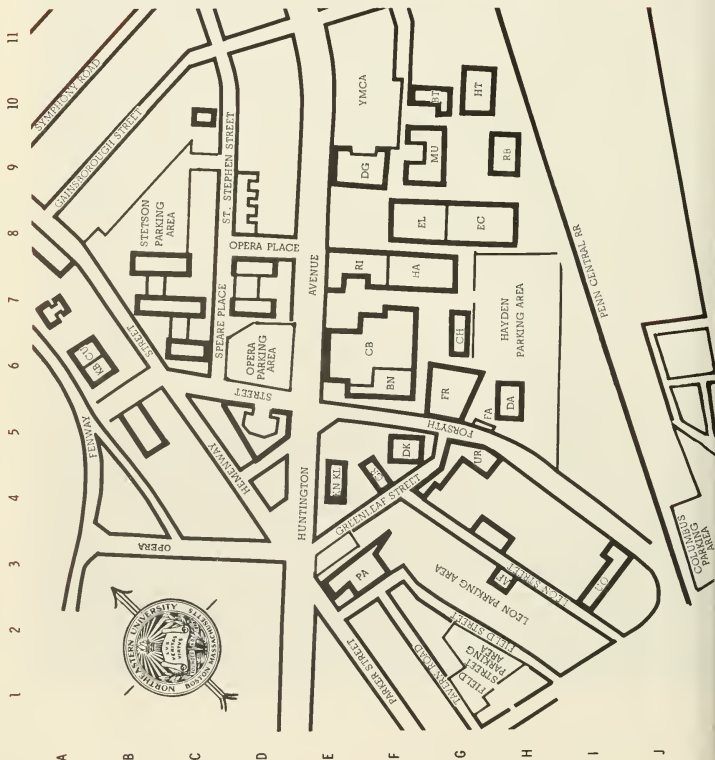 11
10
9
8
7
6
5
4
3
2
1
A
B
C
D
E
F
G
H
I
J
SYMPHONY ROAD
GAINSBOROUGH STREET
ST. STEPHEN STREET
STETSON
PARKING
AREA
OPERA PLACE
SPEARE PLACE
OPERA
PARKING
AREA
STREET
STREET
HEMENWAY
FENWAY
KB CU
OPERA
HUNTINGTON
AVENUE
YMCA
BT
HT
DG
MU
RB
EL
EC
RI
HA
CB
BN
CH
HAYDEN
PARKING AREA
FR
FA
DA
FORSYTH
DK
UR
KN KL
GREENLEAF STREET
PA
LEON PARKING AREA
LEON STREET
FIELD STREET
FIELD
STREET
PARKING
AREA
TAVERN ROAD
PARKER STREET
PENN CENTRAL RR
COLUMBUS
PARKING
AREA
NORTHEASTERN UNIVERSITY
BOSTON MASSACHUSETTS